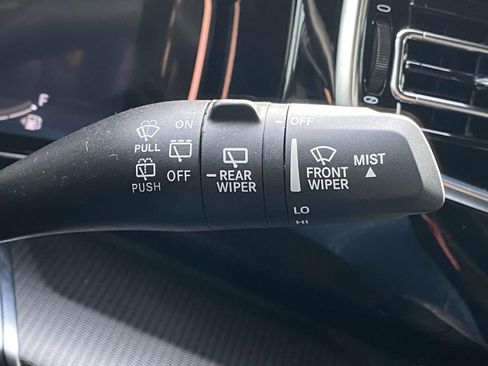 F
PULL
PUSH
ON
OFF
REAR
WIPER
OFF
FRONT
WIPER
MIST
LO
HI